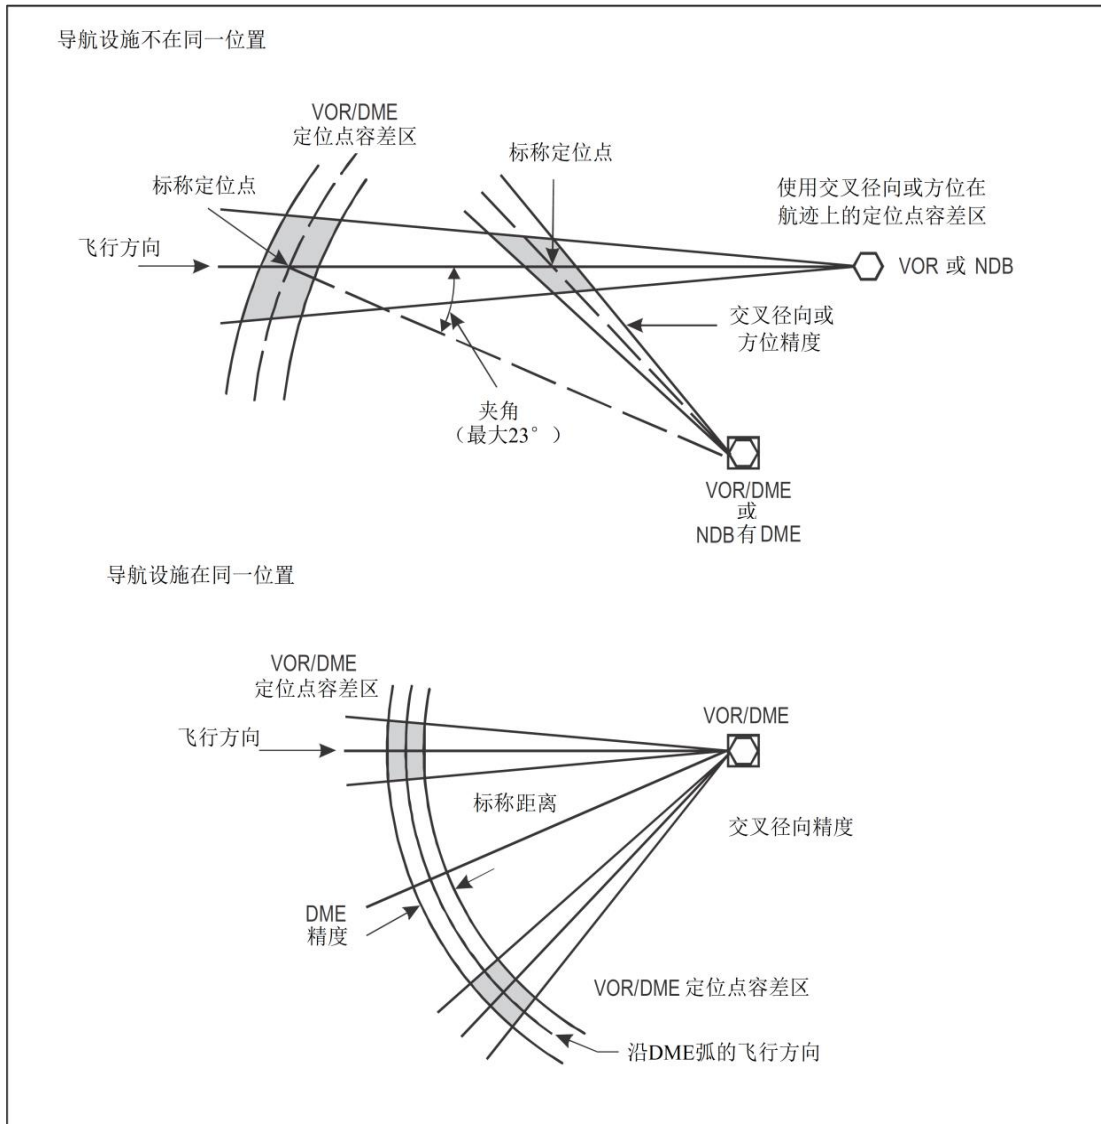 导航设施不在同一位置
VOR/DME
定位点容差区
标称定位点
标称定位点
使用交叉径向或方位在
航迹上的定位点容差区
飞行方向
VOR 或 NDB
交叉径向或
方位精度
夹角
（最大23°）
VOR/DME
或
NDB有DME
导航设施在同一位置
VOR/DME
定位点容差区
VOR/DME
飞行方向
标称距离
交叉径向精度
DME
精度
VOR/DME 定位点容差区
沿DME弧的飞行方向